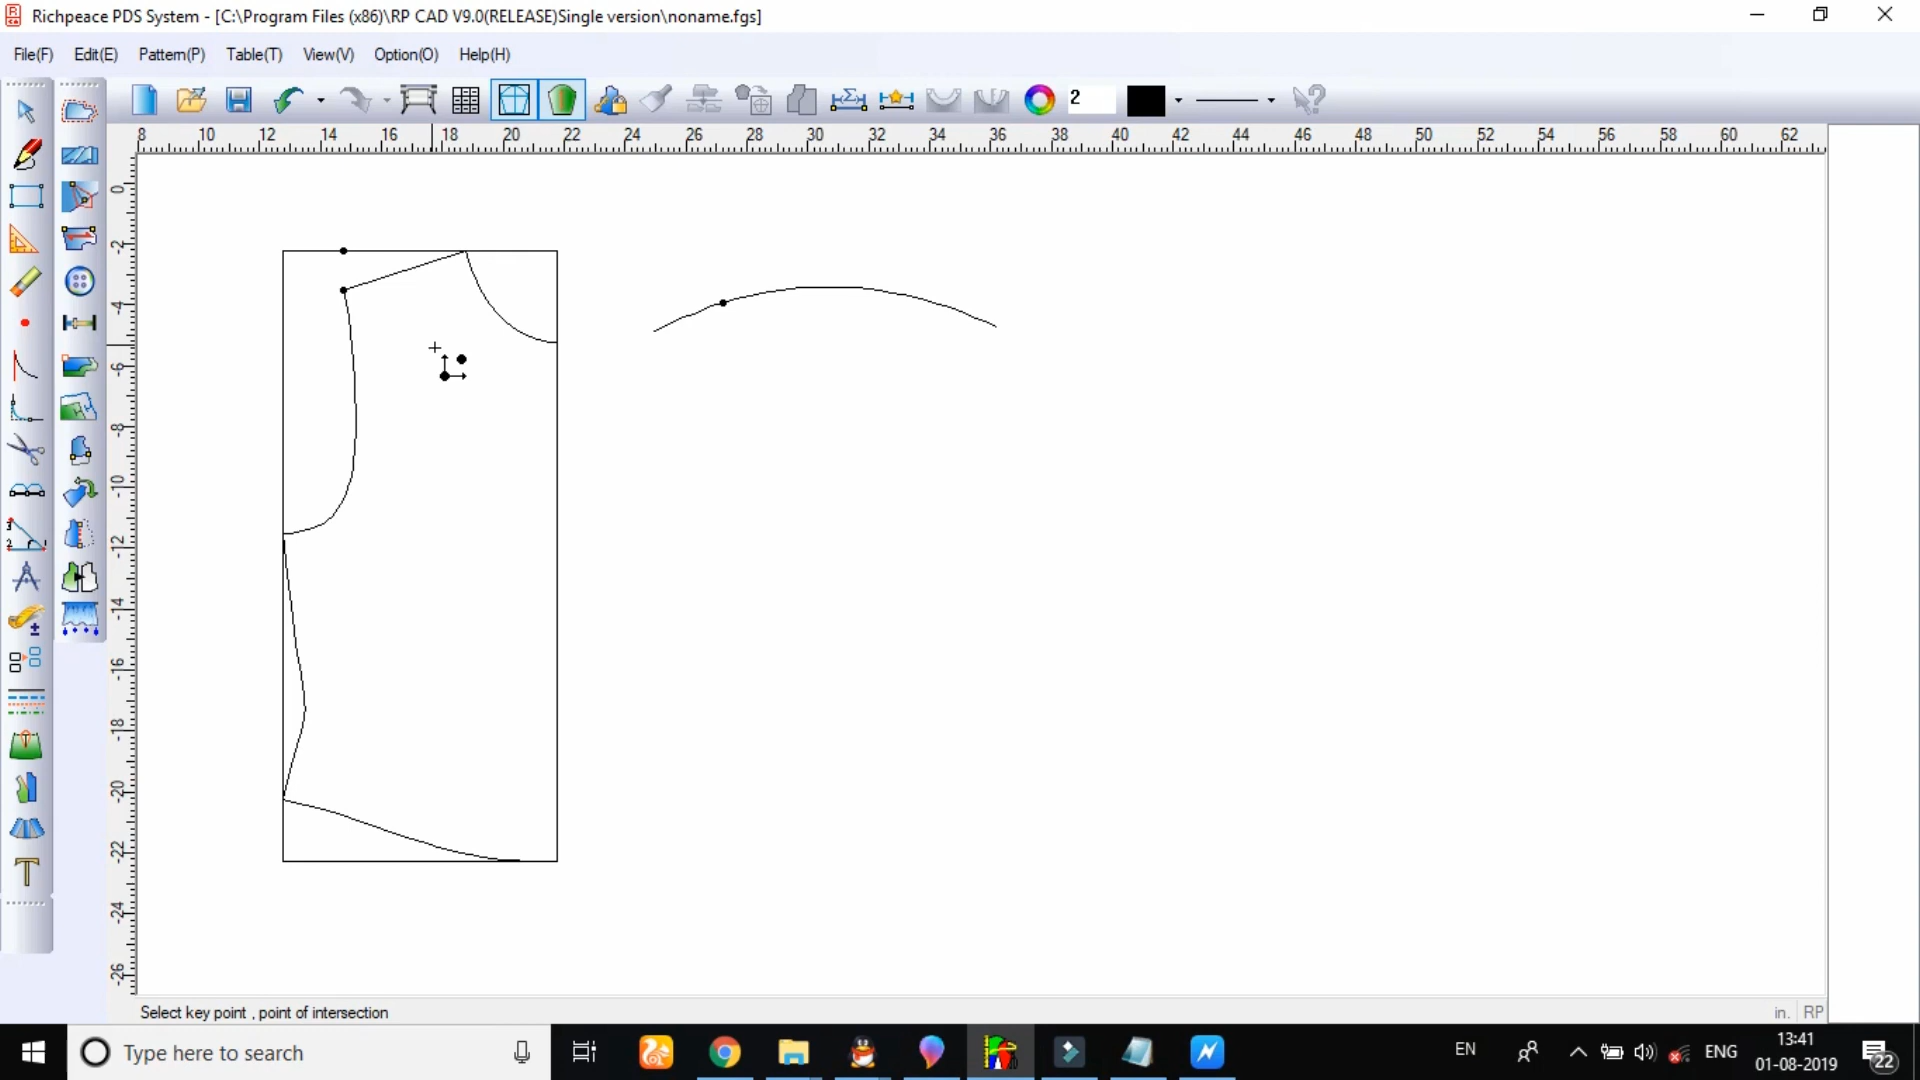 Richpeace PDS System - [C:\Program Files (x86)\RP CAD V9.0(RELEASE)Single version\noname.fgs]
File(F) Edit(E) Pattern(P) Table(T) View(V) Option(O) Help(H)
2
8 10 12 14 16 18 20 22 24 26 28 30 32 34 36 38 40 42 44 46 48 50 52 54 56 58 60 62
0
-2
-4
-6
-8
-10
-12
-14
-16
-18
-20
-22
-24
-26
Select key point , point of intersection
in. RP
Type here to search
EN
ENG
13:41
01-08-2019
22